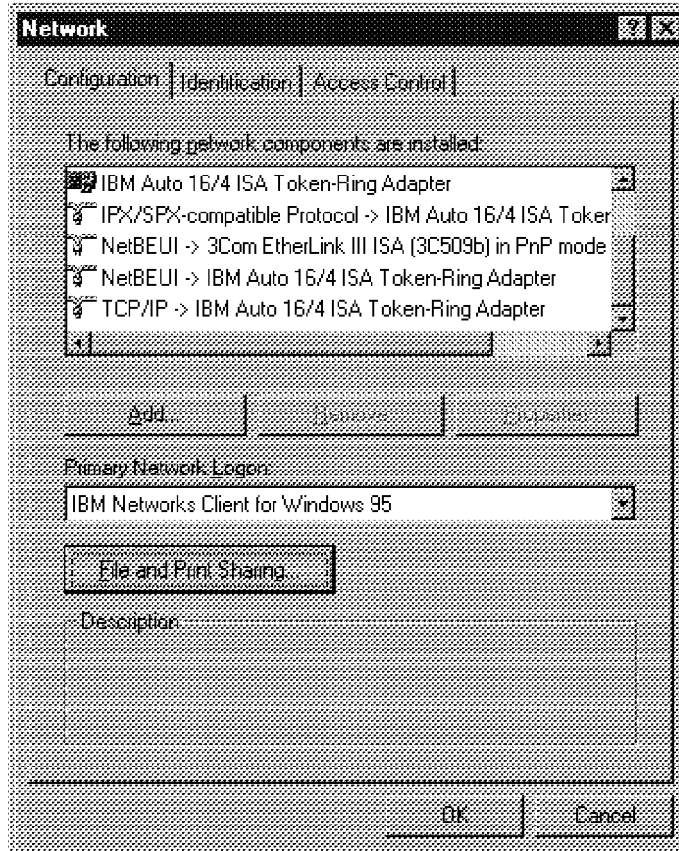 Network
Configuration Identification Access Control
The following network components are installed:
IBM Auto 16/4 ISA Token-Ring Adapter
IPX/SPX-compatible Protocol -> IBM Auto 16/4 ISA Toker
NetBEUI -> 3Com EtherLink III ISA (3C509b) in PnP mode
NetBEUI -> IBM Auto 16/4 ISA Token-Ring Adapter
TCP/IP -> IBM Auto 16/4 ISA Token-Ring Adapter
Add... Remove Properties
Primary Network Logon:
IBM Networks Client for Windows 95
File and Print Sharing...
Description
OK Cancel